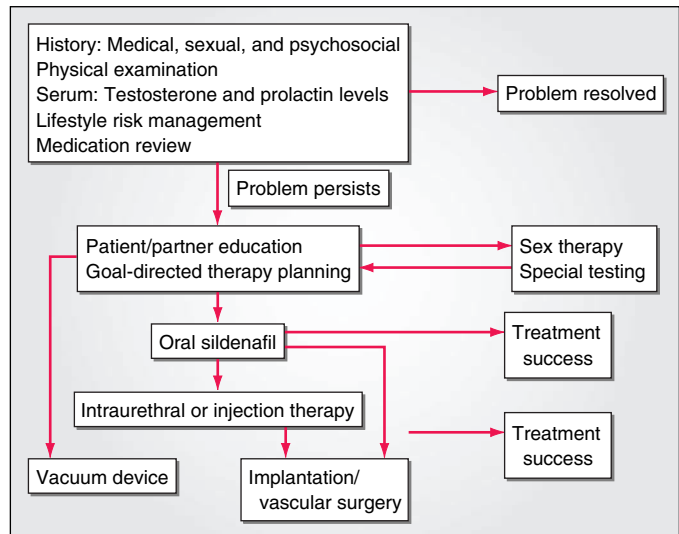 History: Medical, sexual, and psychosocial
Physical examination
Serum: Testosterone and prolactin levels
Lifestyle risk management
Medication review
Problem resolved
Problem persists
Patient/partner education
Goal-directed therapy planning
Sex therapy
Special testing
Oral sildenafil
Treatment
success
Intraurethral or injection therapy
Treatment
success
Vacuum device
Implantation/
vascular surgery